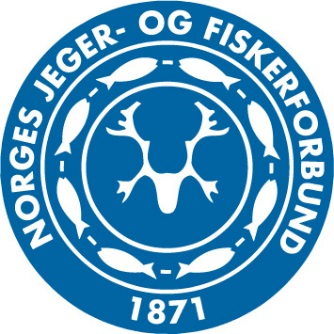 NORGES JEGER- OG FISKERFORBUND
1871